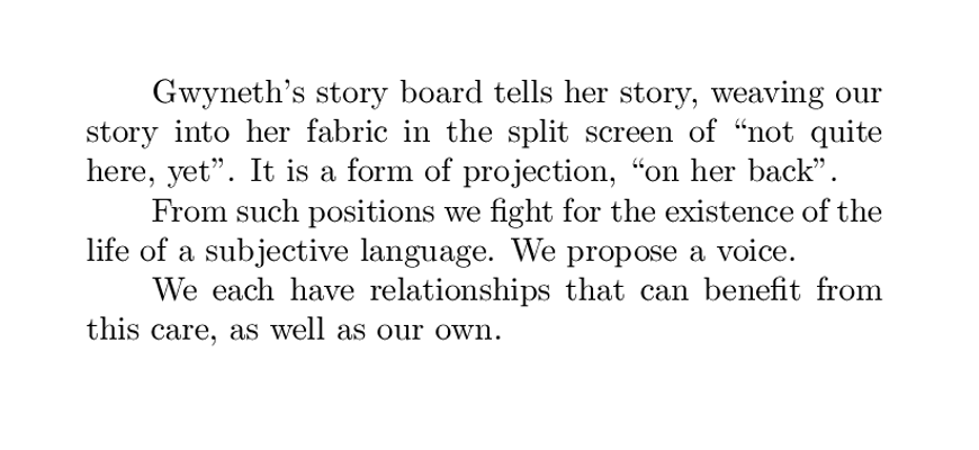 Gwyneth’s story board tells her story, weaving our
story into her fabric in the split screen of “not quite
here, yet”. It is a form of projection, “on her back”.
From such positions we fight for the existence of the
life of a subjective language. We propose a voice.
We each have relationships that can benefit from
this care, as well as our own.